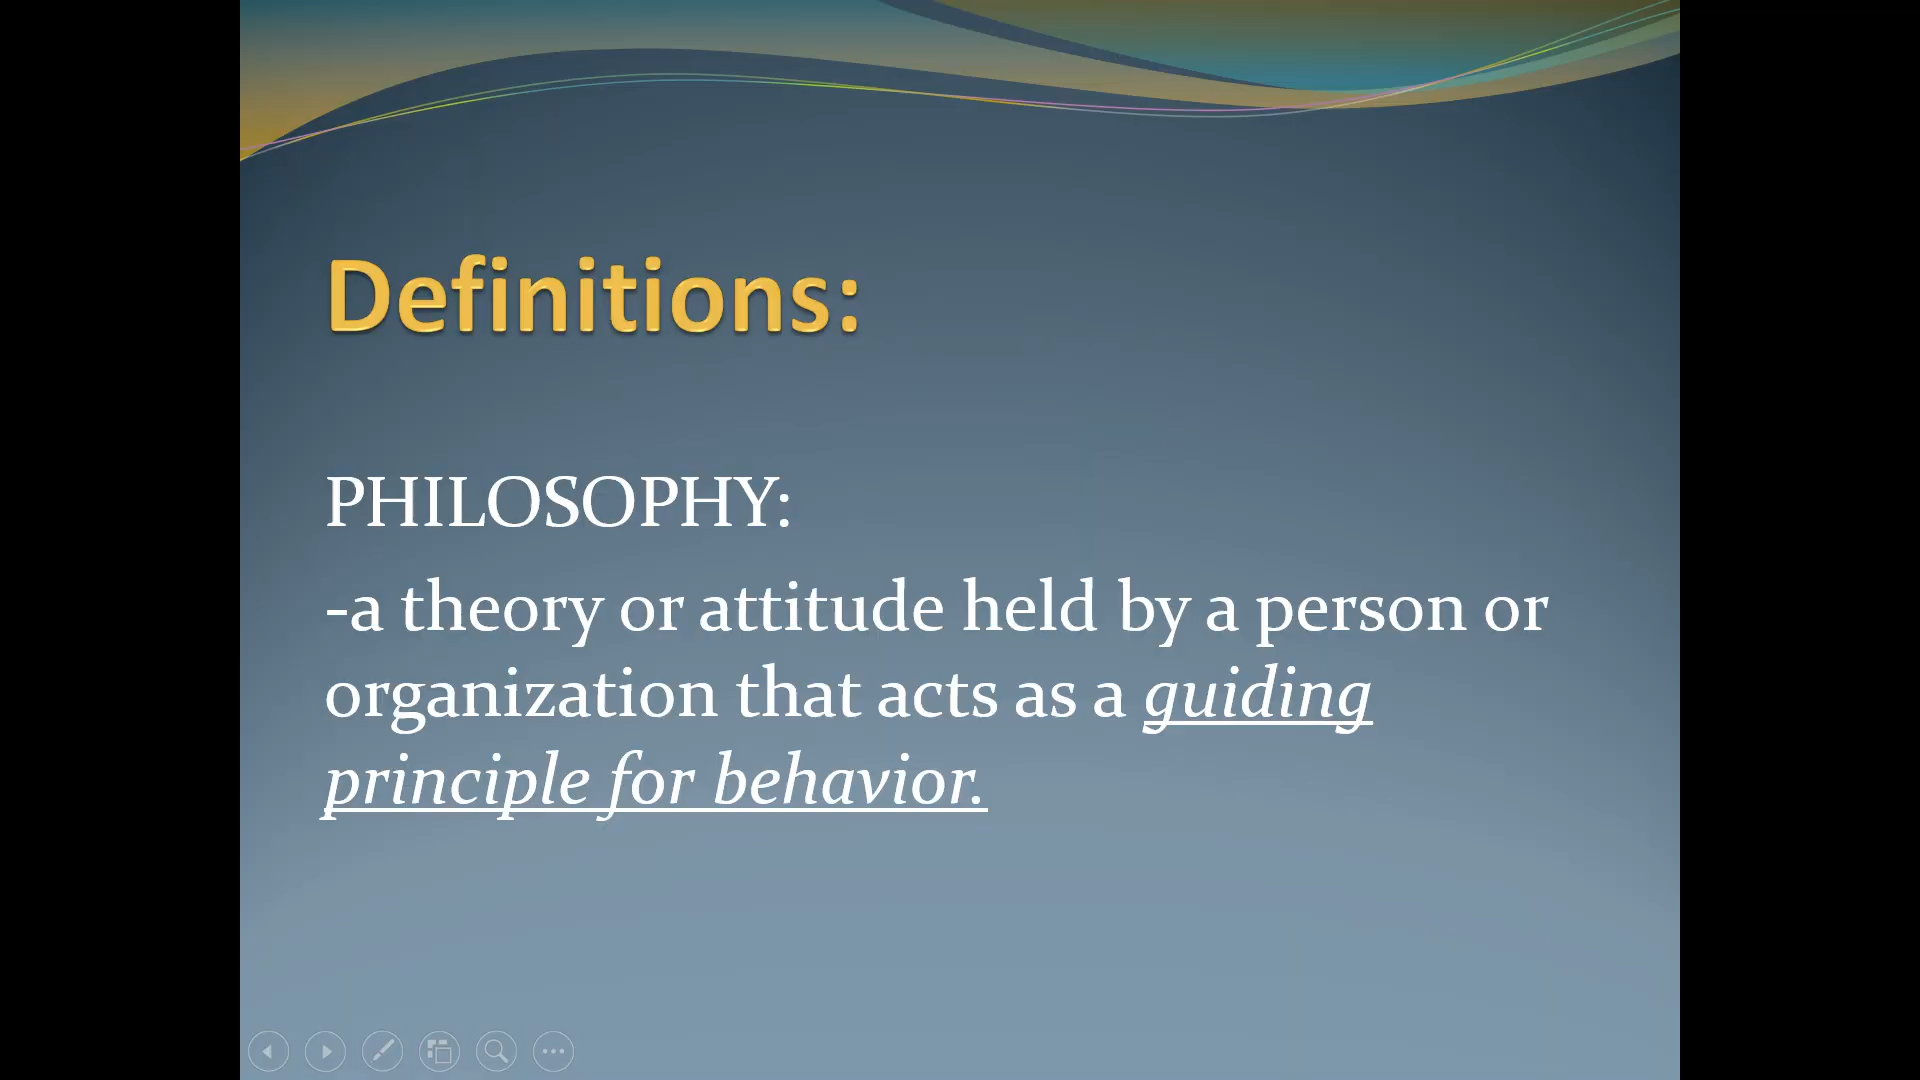 Definitions:
PHILOSOPHY:
-a theory or attitude held by a person or
organization that acts as a guiding
principle for behavior.